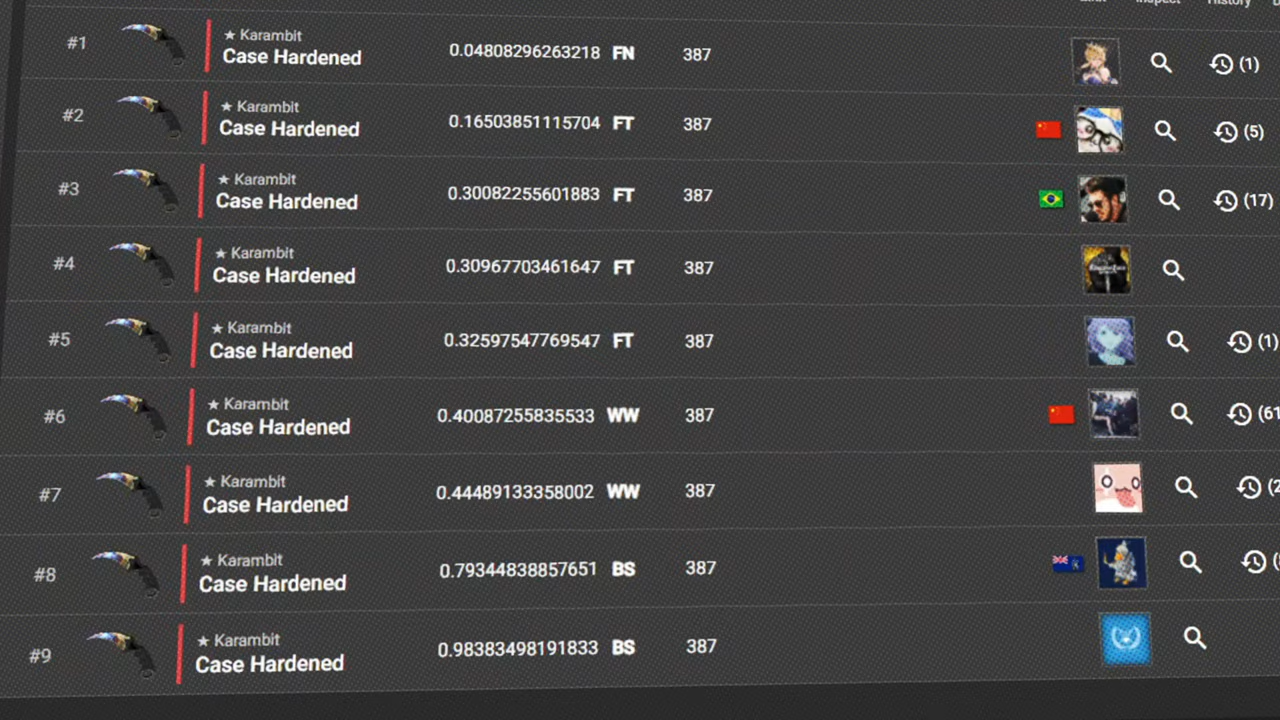 Inspect History
#1 ★ Karambit
Case Hardened 0.04808296263218 FN 387 (1)
#2 ★ Karambit
Case Hardened 0.16503851115704 FT 387 (5)
#3 ★ Karambit
Case Hardened 0.30082255601883 FT 387 (17)
#4 ★ Karambit
Case Hardened 0.30967703461647 FT 387
#5 ★ Karambit
Case Hardened 0.32597547769547 FT 387 (1)
#6 ★ Karambit
Case Hardened 0.40087255835533 WW 387 (61
#7 ★ Karambit
Case Hardened 0.44489133358002 WW 387 (2
#8 ★ Karambit
Case Hardened 0.79344838857651 BS 387
#9 ★ Karambit
Case Hardened 0.98383498191833 BS 387